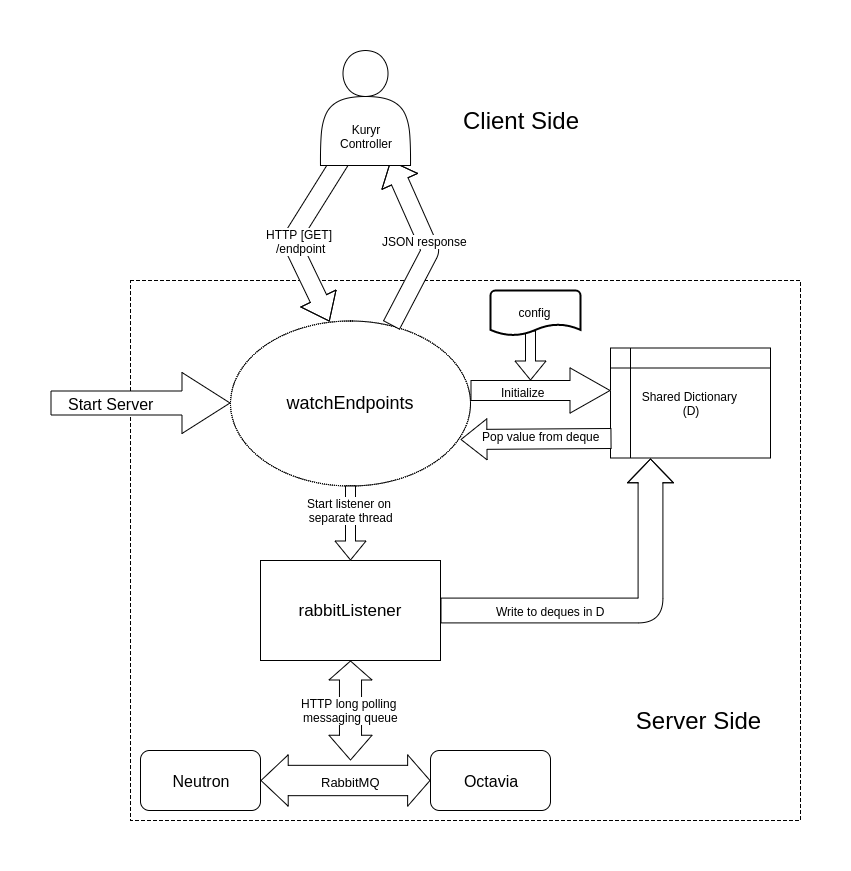 Kuryr
Controller
Client Side
HTTP [GET]
/endpoint
JSON response
config
Start Server
watchEndpoints
Initialize
Shared Dictionary
(D)
Pop value from deque
Start listener on
separate thread
rabbitListener
Write to deques in D
HTTP long polling
messaging queue
Server Side
Neutron
RabbitMQ
Octavia